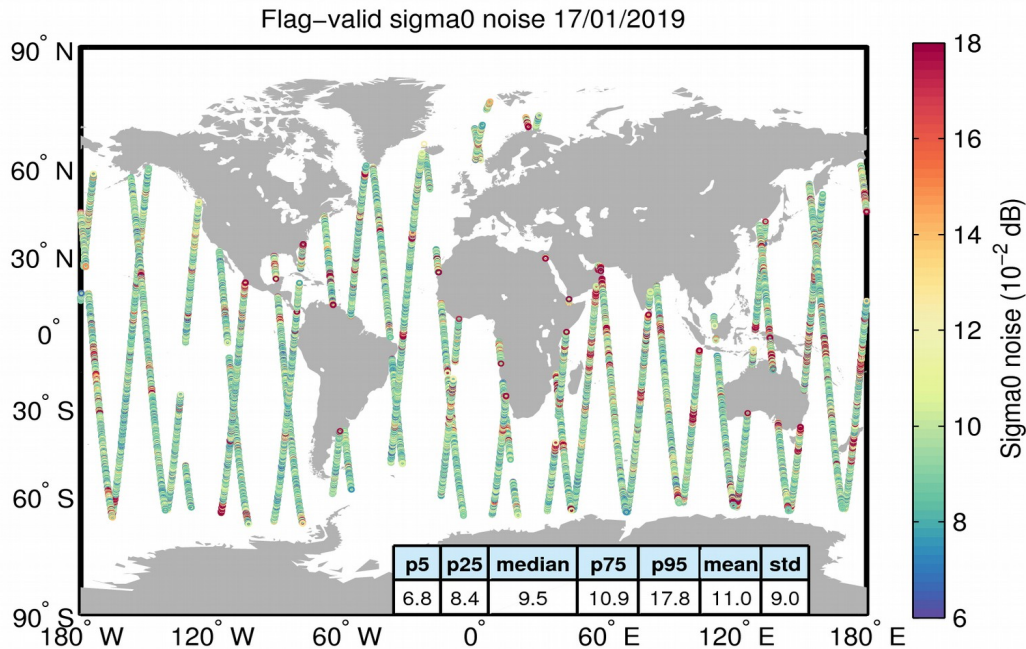 Flag−valid sigma0 noise 17/01/2019
90° N
60° N
30° N
0°
30° S
60° S
90° S
180° W
120° W
60° W
0°
60° E
120° E
180° E
p5 p25 median p75 p95 mean std
6.8 8.4 9.5 10.9 17.8 11.0 9.0
18
16
14
12
10
8
6
Sigma0 noise (10⁻² dB)